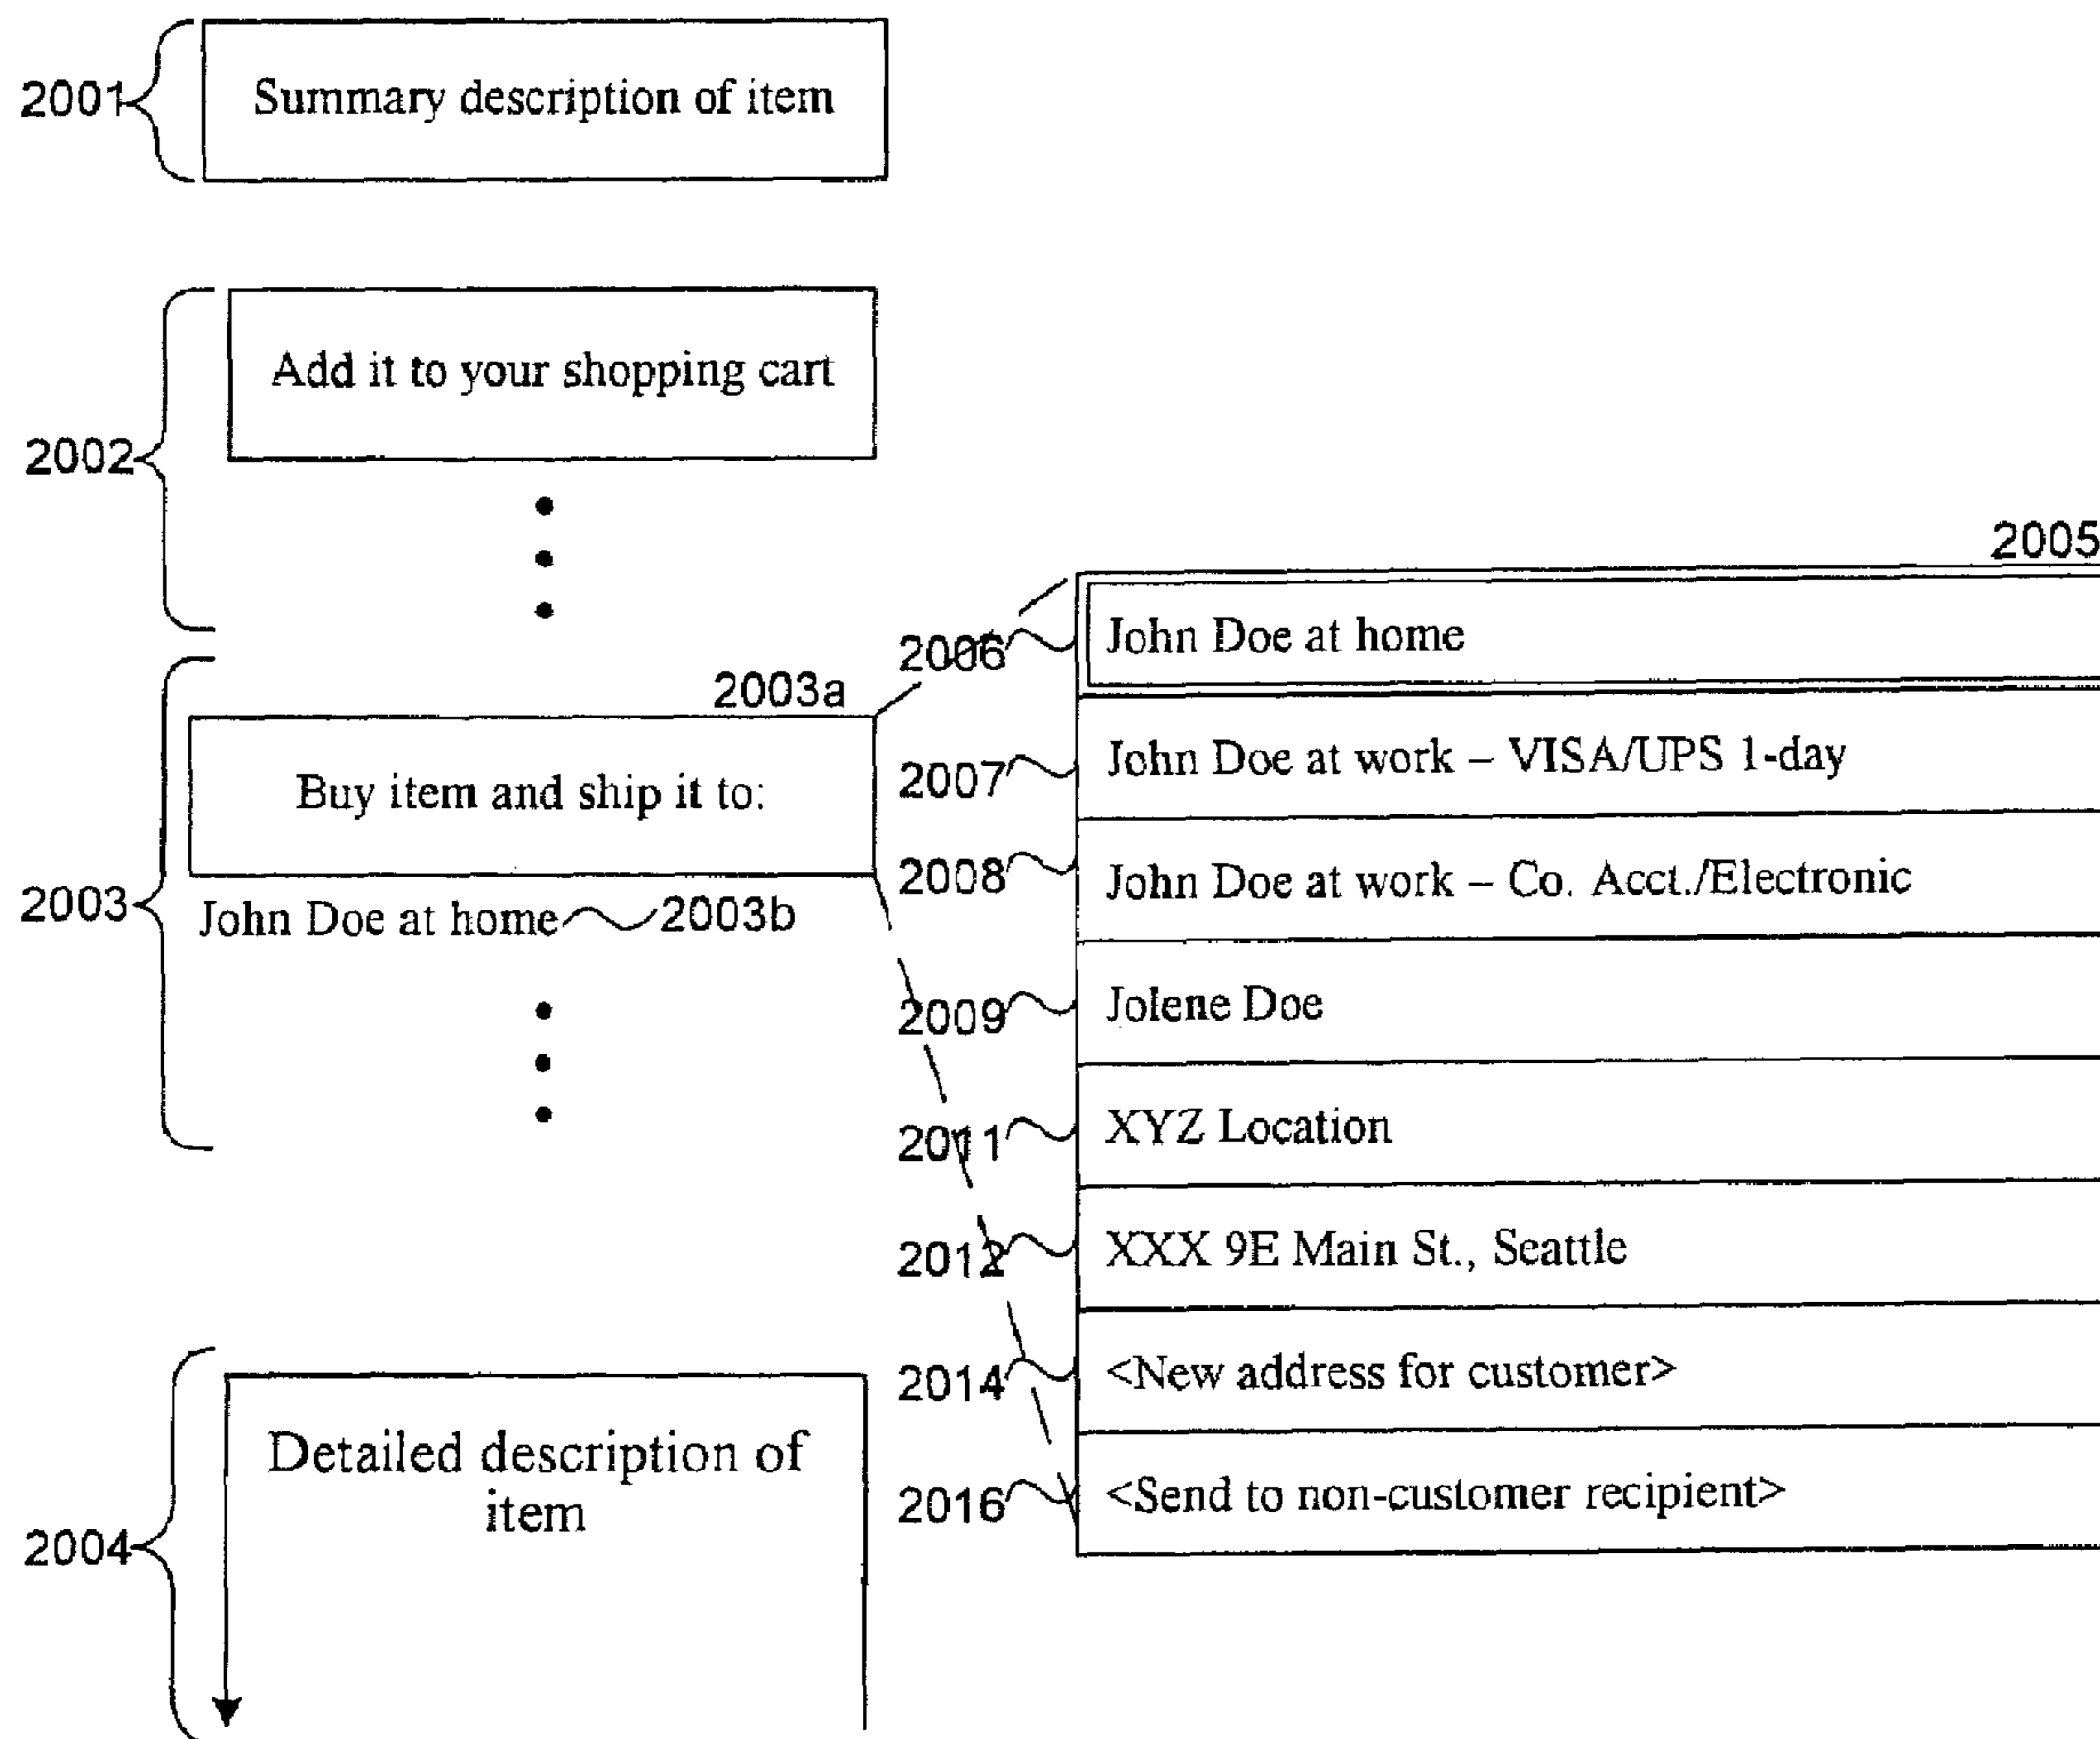 2001
Summary description of item
2002
Add it to your shopping cart
2003
2003a
Buy item and ship it to:
John Doe at home
2003b
2004
Detailed description of
item
2005
2006
John Doe at home
2007
John Doe at work – VISA/UPS 1-day
2008
John Doe at work – Co. Acct./Electronic
2009
Jolene Doe
2011
XYZ Location
2012
XXX 9E Main St., Seattle
2014
<New address for customer>
2016
<Send to non-customer recipient>